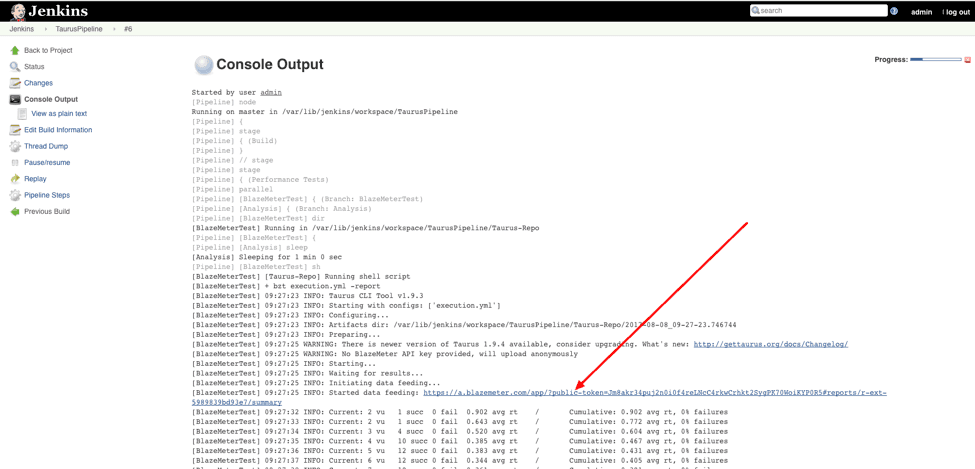 Jenkins
search
admin
log out
Jenkins
TaurusPipeline
#6
Back to Project
Status
Changes
Console Output
View as plain text
Edit Build Information
Thread Dump
Pause/resume
Replay
Pipeline Steps
Previous Build
Progress:
Console Output
Started by user admin
[Pipeline] node
Running on master in /var/lib/jenkins/workspace/TaurusPipeline
[Pipeline] {
[Pipeline] stage
[Pipeline] { (Build)
[Pipeline] }
[Pipeline] // stage
[Pipeline] stage
[Pipeline] { (Performance Tests)
[Pipeline] parallel
[Pipeline] [BlazeMeterTest] { (Branch: BlazeMeterTest)
[Pipeline] [Analysis] { (Branch: Analysis)
[Pipeline] [BlazeMeterTest] dir
[BlazeMeterTest] Running in /var/lib/jenkins/workspace/TaurusPipeline/Taurus-Repo
[Pipeline] [BlazeMeterTest] {
[Pipeline] [Analysis] sleep
[Analysis] Sleeping for 1 min 0 sec
[Pipeline] [BlazeMeterTest] sh
[BlazeMeterTest] [Taurus-Repo] Running shell script
[BlazeMeterTest] + bzt execution.yml -report
[BlazeMeterTest] 09:27:23 INFO: Taurus CLI Tool v1.9.3
[BlazeMeterTest] 09:27:23 INFO: Starting with configs: ['execution.yml']
[BlazeMeterTest] 09:27:23 INFO: Configuring...
[BlazeMeterTest] 09:27:23 INFO: Artifacts dir: /var/lib/jenkins/workspace/TaurusPipeline/Taurus-Repo/2017-08-08_09-27-23.746744
[BlazeMeterTest] 09:27:23 INFO: Preparing...
[BlazeMeterTest] 09:27:25 WARNING: There is newer version of Taurus 1.9.4 available, consider upgrading. What's new: http://gettaurus.org/docs/Changelog/
[BlazeMeterTest] 09:27:25 WARNING: No BlazeMeter API key provided, will upload anonymously
[BlazeMeterTest] 09:27:25 INFO: Starting...
[BlazeMeterTest] 09:27:25 INFO: Waiting for results...
[BlazeMeterTest] 09:27:25 INFO: Initiating data feeding...
[BlazeMeterTest] 09:27:25 INFO: Started data feeding: https://a.blazemeter.com/app/?public-token=Jm8akr34puj2n0i0f4reLNcC4rkwCrhkt2SygPK70WoiKYP0R5#reports/r-ext-
5989839bd93e7/summary
[BlazeMeterTest] 09:27:32 INFO: Current: 2 vu 1 succ 0 fail 0.902 avg rt / Cumulative: 0.902 avg rt, 0% failures
[BlazeMeterTest] 09:27:33 INFO: Current: 2 vu 1 succ 0 fail 0.643 avg rt / Cumulative: 0.772 avg rt, 0% failures
[BlazeMeterTest] 09:27:34 INFO: Current: 3 vu 4 succ 0 fail 0.520 avg rt / Cumulative: 0.604 avg rt, 0% failures
[BlazeMeterTest] 09:27:35 INFO: Current: 4 vu 10 succ 0 fail 0.385 avg rt / Cumulative: 0.467 avg rt, 0% failures
[BlazeMeterTest] 09:27:36 INFO: Current: 5 vu 12 succ 0 fail 0.383 avg rt / Cumulative: 0.431 avg rt, 0% failures
[BlazeMeterTest] 09:27:37 INFO: Current: 6 vu 12 succ 0 fail 0.344 avg rt / Cumulative: 0.405 avg rt, 0% failures